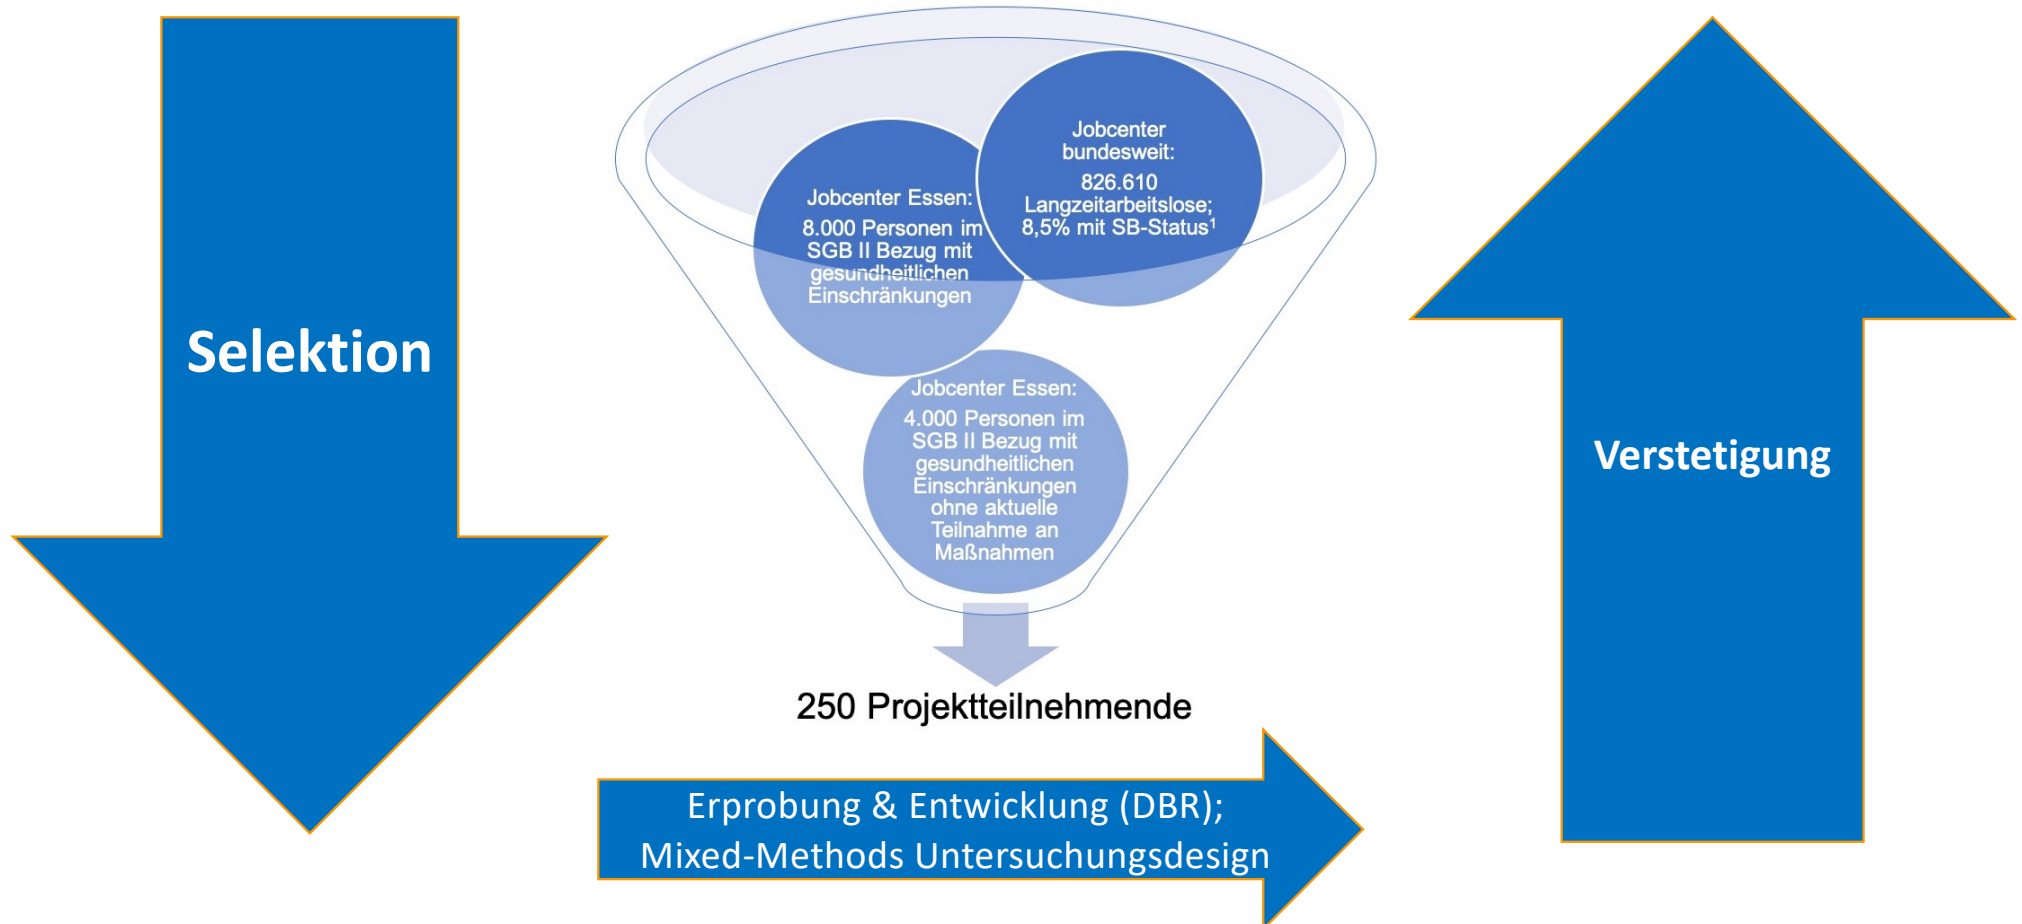 Selektion
Jobcenter
bundesweit:
826.610
Langzeitarbeitslose;
8,5% mit SB-Status¹
Jobcenter Essen:
8.000 Personen im
SGB II Bezug mit
gesundheitlichen
Einschränkungen
Jobcenter Essen:
4.000 Personen im
SGB II Bezug mit
gesundheitlichen
Einschränkungen
ohne aktuelle
Teilnahme an
Maßnahmen
250 Projektteilnehmende
Erprobung & Entwicklung (DBR);
Mixed-Methods Untersuchungsdesign
Verstetigung